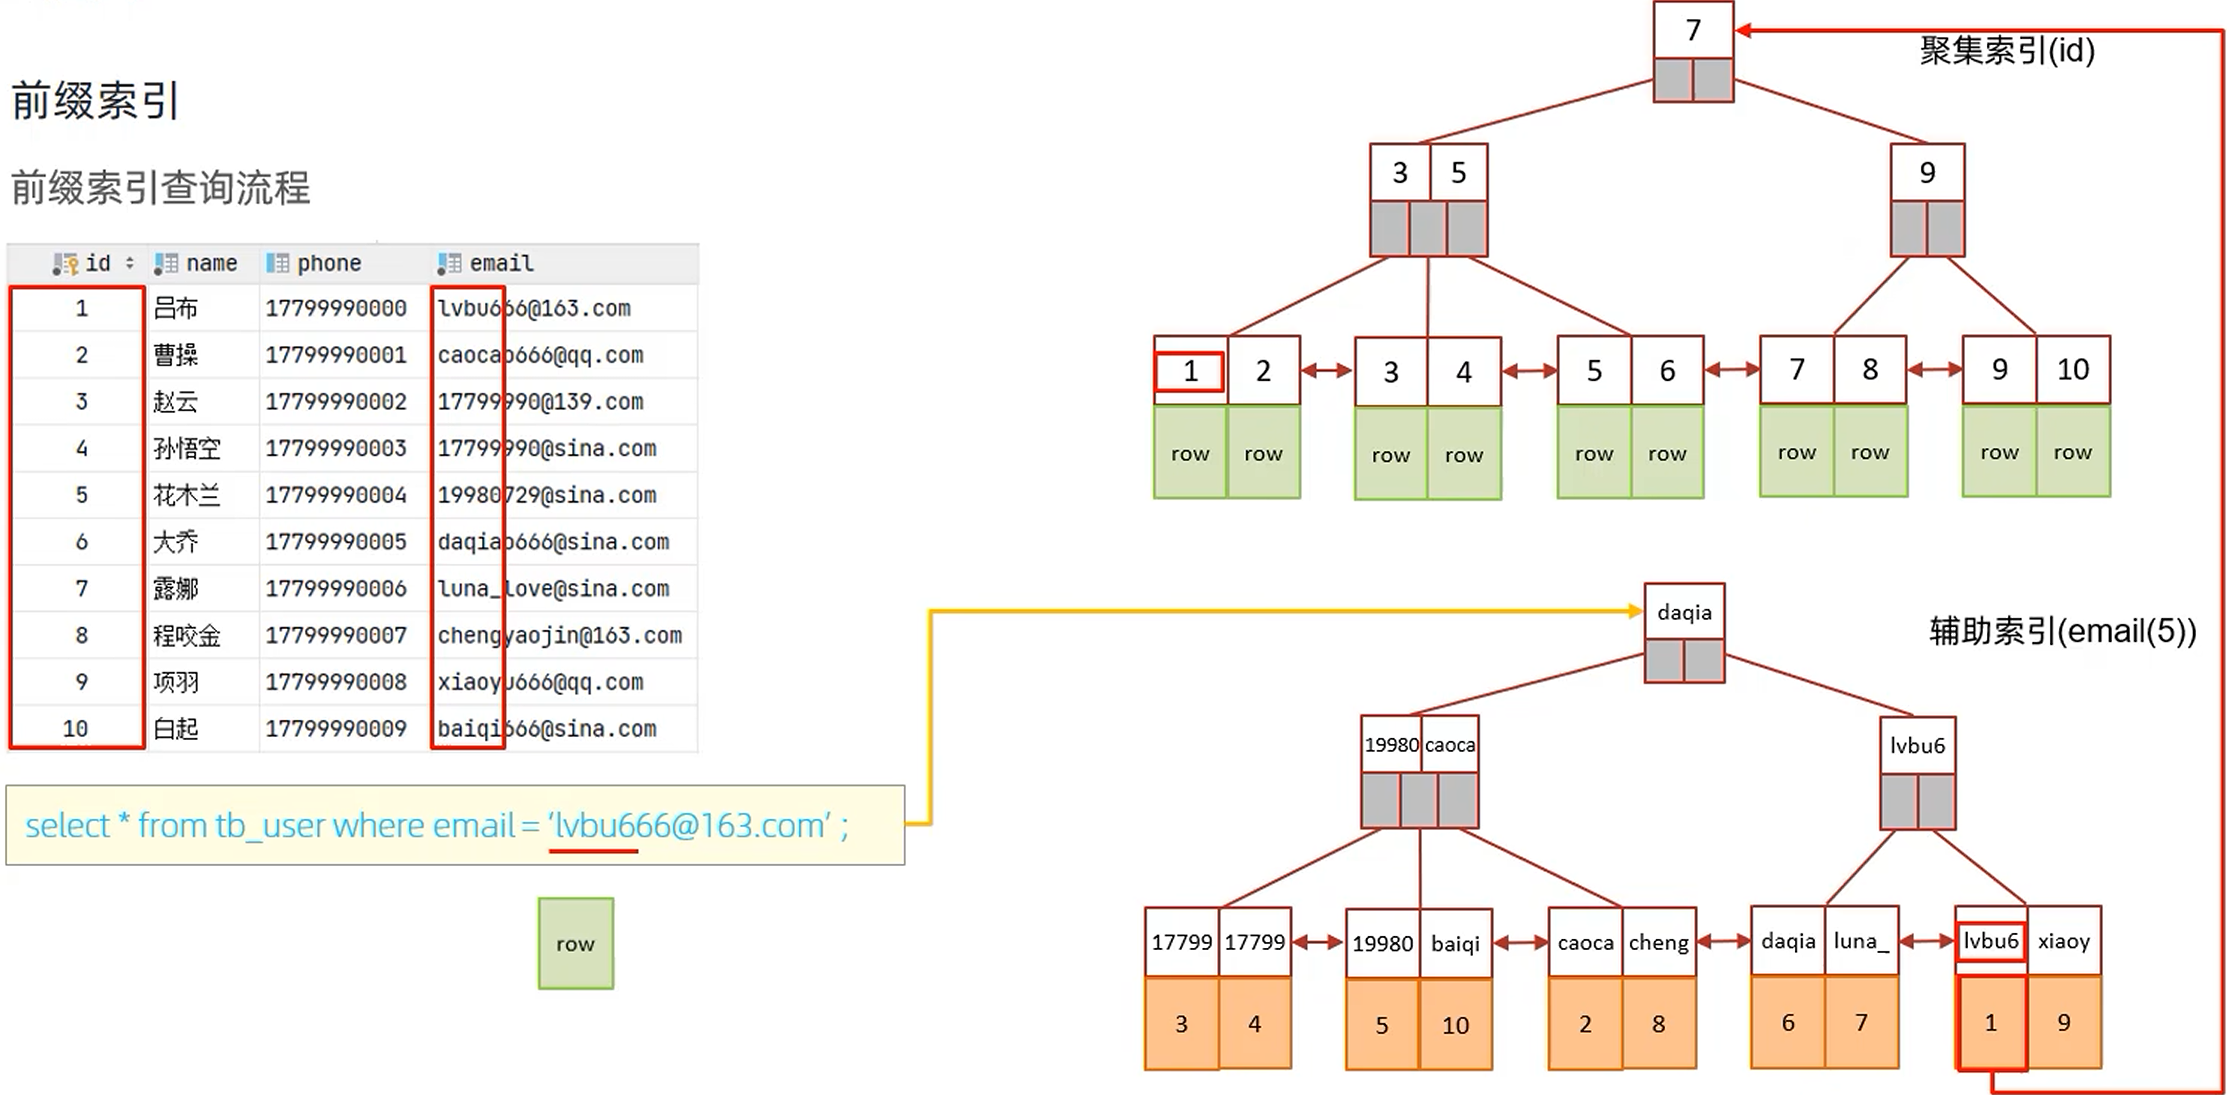 前缀索引
前缀索引查询流程
id name phone email
1 吕布 17799990000 lvbu666@163.com
2 曹操 17799990001 caocao666@qq.com
3 赵云 17799990002 17799990@139.com
4 孙悟空 17799990003 17799990@sina.com
5 花木兰 17799990004 19980729@sina.com
6 大乔 17799990005 daqiao666@sina.com
7 露娜 17799990006 luna_love@sina.com
8 程咬金 17799990007 chengyaojin@163.com
9 项羽 17799990008 xiaoyu666@qq.com
10 白起 17799990009 baiqi666@sina.com
select * from tb_user where email = ‘lvbu666@163.com’ ;
row
聚集索引(id)
7
3 5 9
1 2 3 4 5 6 7 8 9 10
row row row row row row row row row row
辅助索引(email(5))
daqia
19980 caoca lvbu6
17799 17799 19980 baiqi caoca cheng daqia luna_ lvbu6 xiaoy
3 4 5 10 2 8 6 7 1 9